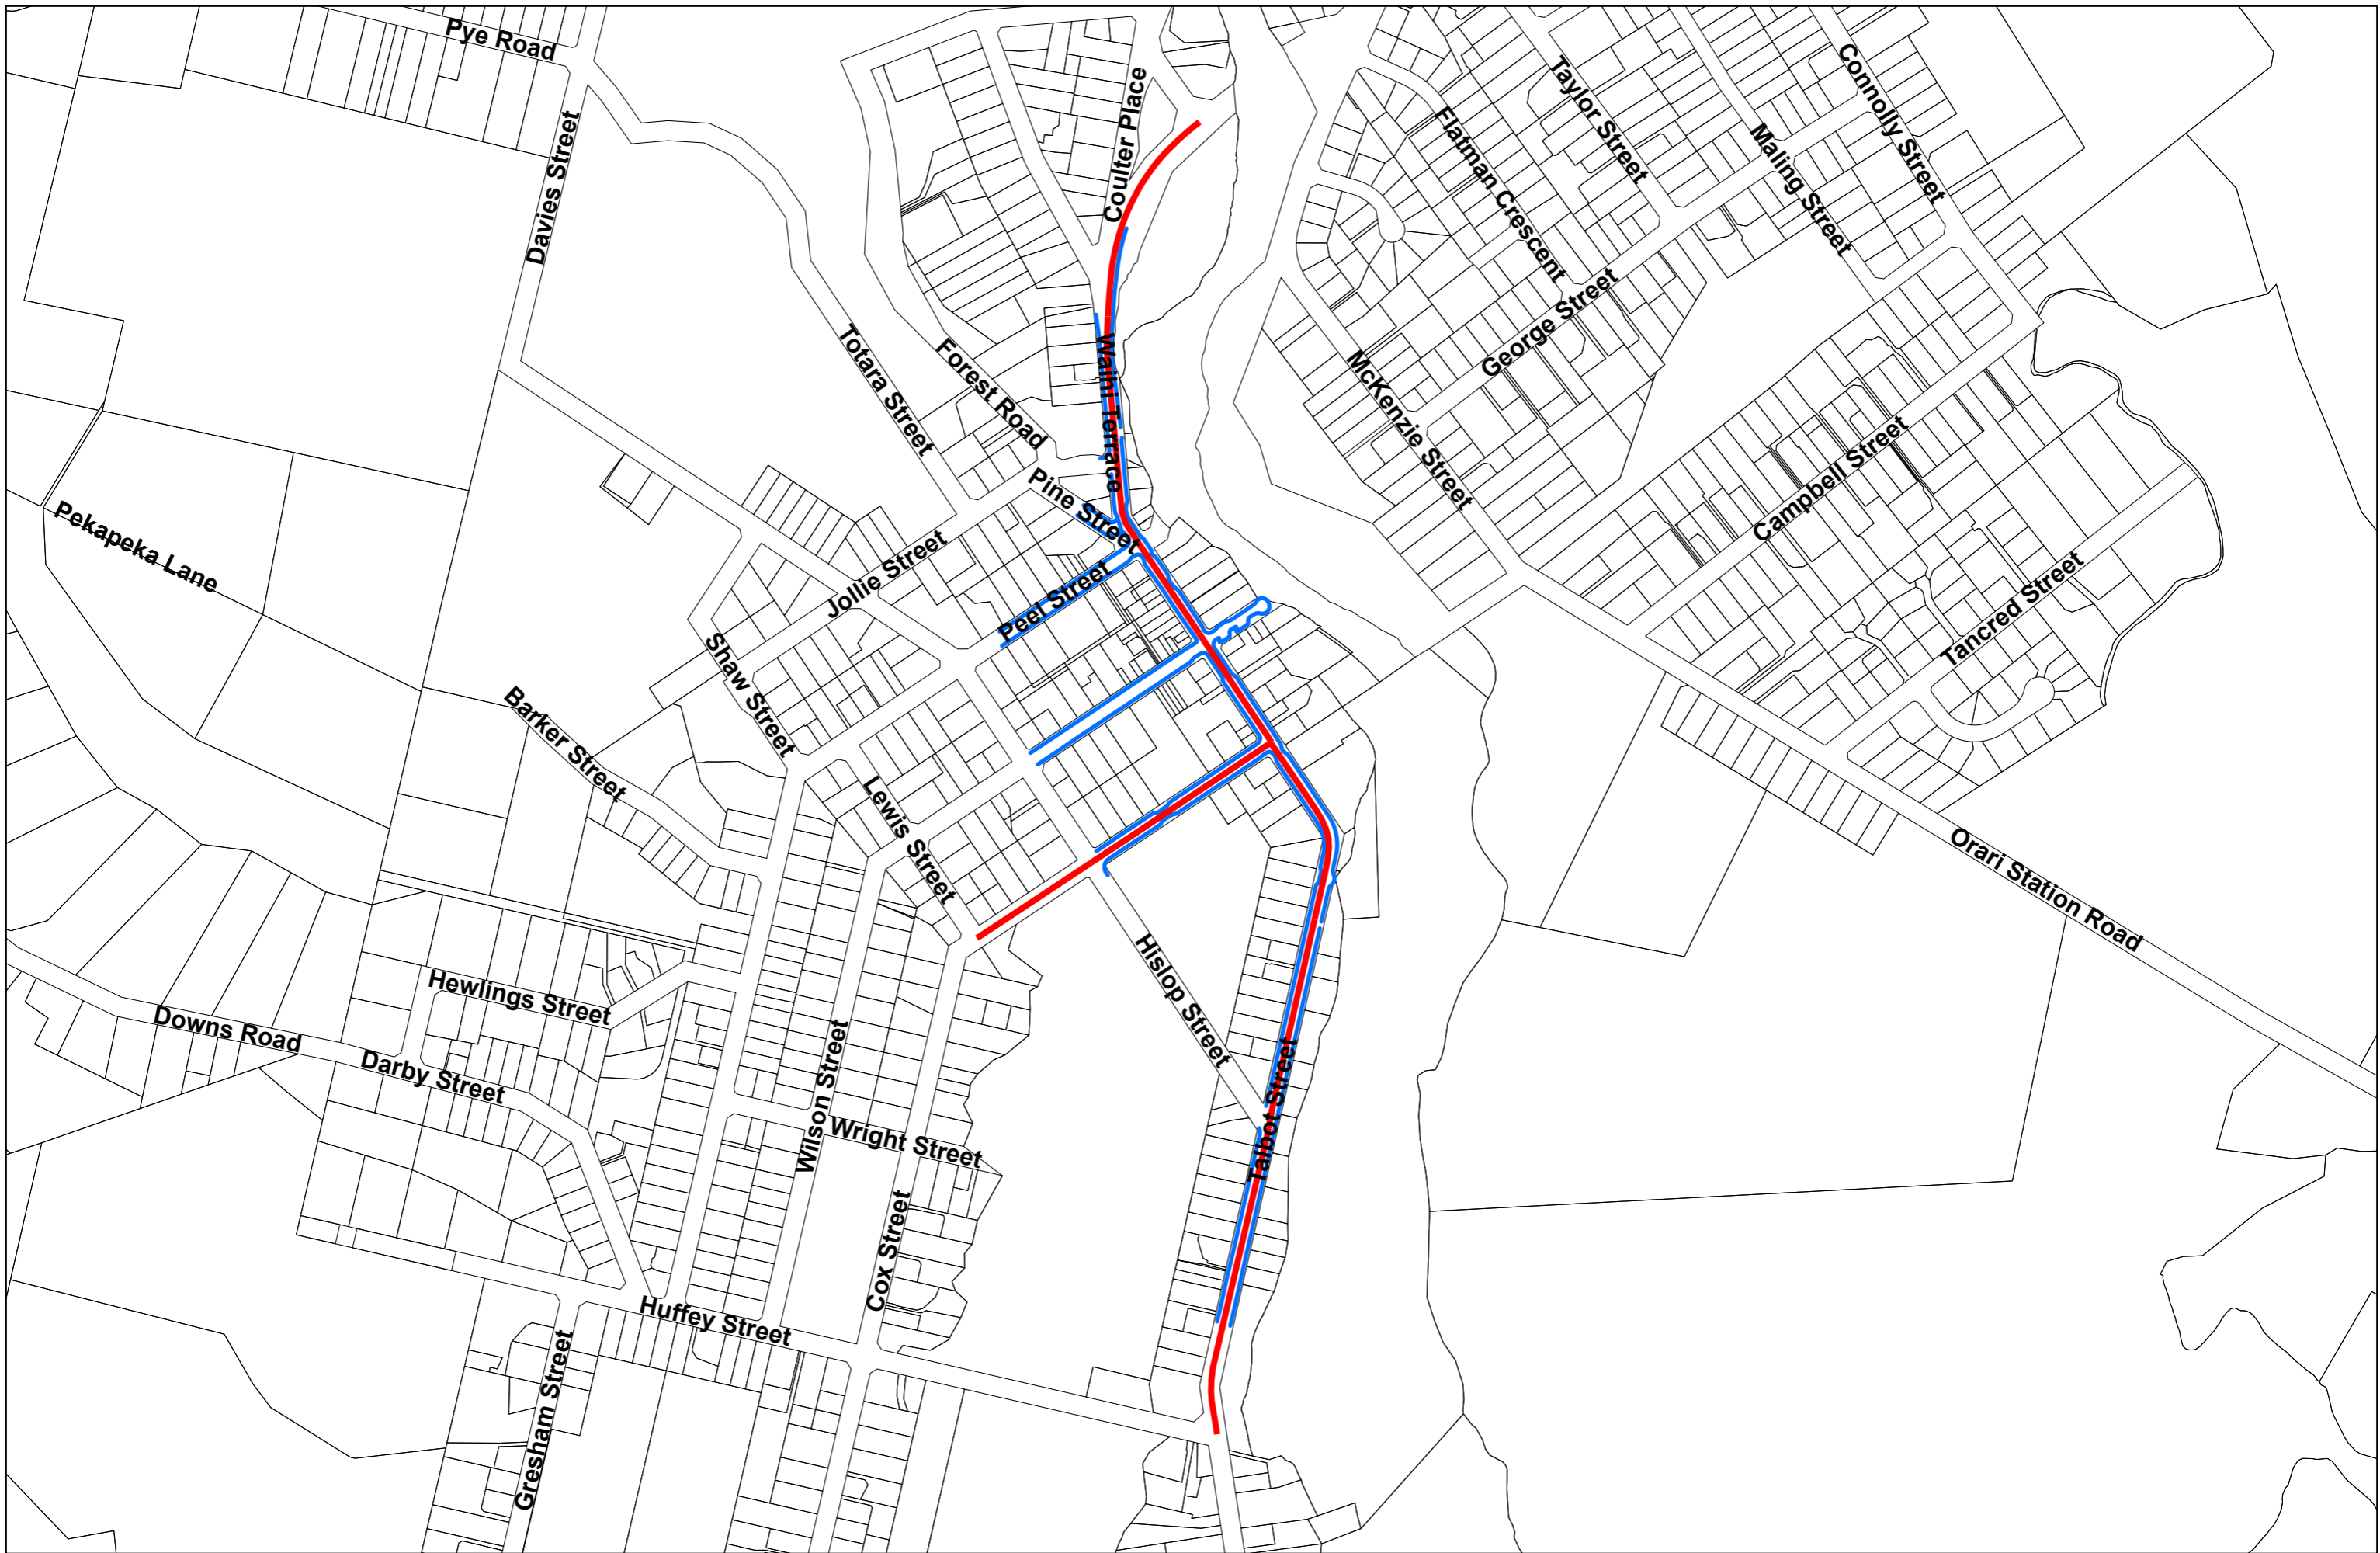 Pye Road
Davies Street
Coulter Place
Taylor Street
Connolly Street
Flatman Crescent
Maling Street
Totara Street
Forest Road
Waihi Terrace
George Street
McKenzie Street
Pine Street
Campbell Street
Pekapeka Lane
Jollie Street
Peel Street
Tancred Street
Shaw Street
Barker Street
Lewis Street
Orari Station Road
Hislop Street
Hewlings Street
Downs Road
Darby Street
Wilson Street
Wright Street
Talbot Street
Cox Street
Huffey Street
Gresham Street